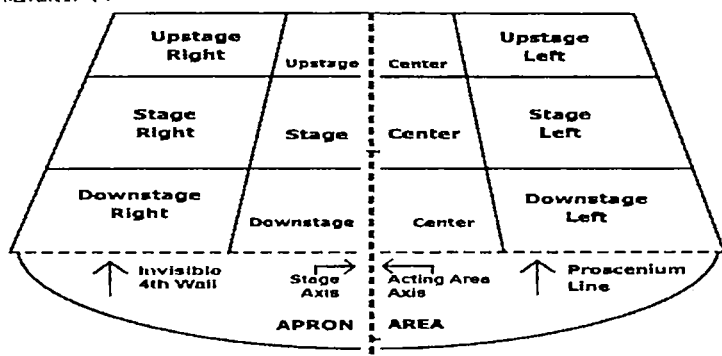 Upstage Right
Upstage Center
Upstage Left
Stage Right
Stage Center
Stage Left
Downstage Right
Downstage Center
Downstage Left
Invisible 4th Wall
Stage Axis
Acting Area Axis
Proscenium Line
APRON AREA